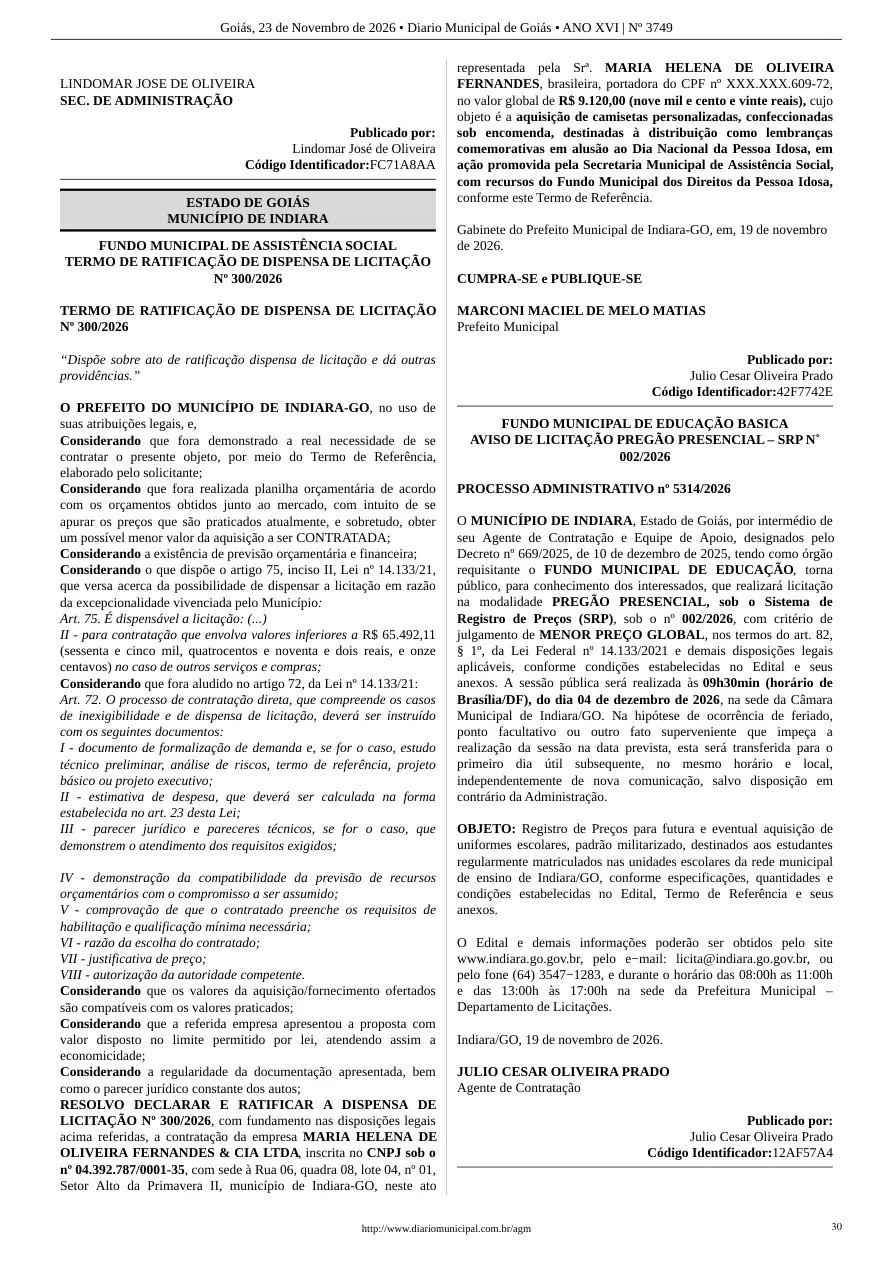 Goiás, 23 de Novembro de 2026 • Diario Municipal de Goiás • ANO XVI | Nº 3749
LINDOMAR JOSE DE OLIVEIRA
SEC. DE ADMINISTRAÇÃO
Publicado por:
Lindomar José de Oliveira
Código Identificador:FC71A8AA
ESTADO DE GOIÁS
MUNICÍPIO DE INDIARA
FUNDO MUNICIPAL DE ASSISTÊNCIA SOCIAL
TERMO DE RATIFICAÇÃO DE DISPENSA DE LICITAÇÃO
Nº 300/2026
TERMO DE RATIFICAÇÃO DE DISPENSA DE LICITAÇÃO
Nº 300/2026
“Dispõe sobre ato de ratificação dispensa de licitação e dá outras
providências.”
O PREFEITO DO MUNICÍPIO DE INDIARA-GO, no uso de
suas atribuições legais, e,
Considerando que fora demonstrado a real necessidade de se
contratar o presente objeto, por meio do Termo de Referência,
elaborado pelo solicitante;
Considerando que fora realizada planilha orçamentária de acordo
com os orçamentos obtidos junto ao mercado, com intuito de se
apurar os preços que são praticados atualmente, e sobretudo, obter
um possível menor valor da aquisição a ser CONTRATADA;
Considerando a existência de previsão orçamentária e financeira;
Considerando o que dispõe o artigo 75, inciso II, Lei nº 14.133/21,
que versa acerca da possibilidade de dispensar a licitação em razão
da excepcionalidade vivenciada pelo Município:
Art. 75. É dispensável a licitação: (...)
II - para contratação que envolva valores inferiores a R$ 65.492,11
(sessenta e cinco mil, quatrocentos e noventa e dois reais, e onze
centavos) no caso de outros serviços e compras;
Considerando que fora aludido no artigo 72, da Lei nº 14.133/21:
Art. 72. O processo de contratação direta, que compreende os casos
de inexigibilidade e de dispensa de licitação, deverá ser instruído
com os seguintes documentos:
I - documento de formalização de demanda e, se for o caso, estudo
técnico preliminar, análise de riscos, termo de referência, projeto
básico ou projeto executivo;
II - estimativa de despesa, que deverá ser calculada na forma
estabelecida no art. 23 desta Lei;
III - parecer jurídico e pareceres técnicos, se for o caso, que
demonstrem o atendimento dos requisitos exigidos;
IV - demonstração da compatibilidade da previsão de recursos
orçamentários com o compromisso a ser assumido;
V - comprovação de que o contratado preenche os requisitos de
habilitação e qualificação mínima necessária;
VI - razão da escolha do contratado;
VII - justificativa de preço;
VIII - autorização da autoridade competente.
Considerando que os valores da aquisição/fornecimento ofertados
são compatíveis com os valores praticados;
Considerando que a referida empresa apresentou a proposta com
valor disposto no limite permitido por lei, atendendo assim a
economicidade;
Considerando a regularidade da documentação apresentada, bem
como o parecer jurídico constante dos autos;
RESOLVO DECLARAR E RATIFICAR A DISPENSA DE
LICITAÇÃO Nº 300/2026, com fundamento nas disposições legais
acima referidas, a contratação da empresa MARIA HELENA DE
OLIVEIRA FERNANDES & CIA LTDA, inscrita no CNPJ sob o
nº 04.392.787/0001-35, com sede à Rua 06, quadra 08, lote 04, nº 01,
Setor Alto da Primavera II, município de Indiara-GO, neste ato
representada pela Srª. MARIA HELENA DE OLIVEIRA
FERNANDES, brasileira, portadora do CPF nº XXX.XXX.609-72,
no valor global de R$ 9.120,00 (nove mil e cento e vinte reais), cujo
objeto é a aquisição de camisetas personalizadas, confeccionadas
sob encomenda, destinadas à distribuição como lembranças
comemorativas em alusão ao Dia Nacional da Pessoa Idosa, em
ação promovida pela Secretaria Municipal de Assistência Social,
com recursos do Fundo Municipal dos Direitos da Pessoa Idosa,
conforme este Termo de Referência.
Gabinete do Prefeito Municipal de Indiara-GO, em, 19 de novembro
de 2026.
CUMPRA-SE e PUBLIQUE-SE
MARCONI MACIEL DE MELO MATIAS
Prefeito Municipal
Publicado por:
Julio Cesar Oliveira Prado
Código Identificador:42F7742E
FUNDO MUNICIPAL DE EDUCAÇÃO BASICA
AVISO DE LICITAÇÃO PREGÃO PRESENCIAL – SRP N˚
002/2026
PROCESSO ADMINISTRATIVO nº 5314/2026
O MUNICÍPIO DE INDIARA, Estado de Goiás, por intermédio de
seu Agente de Contratação e Equipe de Apoio, designados pelo
Decreto nº 669/2025, de 10 de dezembro de 2025, tendo como órgão
requisitante o FUNDO MUNICIPAL DE EDUCAÇÃO, torna
público, para conhecimento dos interessados, que realizará licitação
na modalidade PREGÃO PRESENCIAL, sob o Sistema de
Registro de Preços (SRP), sob o nº 002/2026, com critério de
julgamento de MENOR PREÇO GLOBAL, nos termos do art. 82,
§ 1º, da Lei Federal nº 14.133/2021 e demais disposições legais
aplicáveis, conforme condições estabelecidas no Edital e seus
anexos. A sessão pública será realizada às 09h30min (horário de
Brasília/DF), do dia 04 de dezembro de 2026, na sede da Câmara
Municipal de Indiara/GO. Na hipótese de ocorrência de feriado,
ponto facultativo ou outro fato superveniente que impeça a
realização da sessão na data prevista, esta será transferida para o
primeiro dia útil subsequente, no mesmo horário e local,
independentemente de nova comunicação, salvo disposição em
contrário da Administração.
OBJETO: Registro de Preços para futura e eventual aquisição de
uniformes escolares, padrão militarizado, destinados aos estudantes
regularmente matriculados nas unidades escolares da rede municipal
de ensino de Indiara/GO, conforme especificações, quantidades e
condições estabelecidas no Edital, Termo de Referência e seus
anexos.
O Edital e demais informações poderão ser obtidos pelo site
www.indiara.go.gov.br, pelo e−mail: licita@indiara.go.gov.br, ou
pelo fone (64) 3547−1283, e durante o horário das 08:00h as 11:00h
e das 13:00h às 17:00h na sede da Prefeitura Municipal –
Departamento de Licitações.
Indiara/GO, 19 de novembro de 2026.
JULIO CESAR OLIVEIRA PRADO
Agente de Contratação
Publicado por:
Julio Cesar Oliveira Prado
Código Identificador:12AF57A4
http://www.diariomunicipal.com.br/agm
30